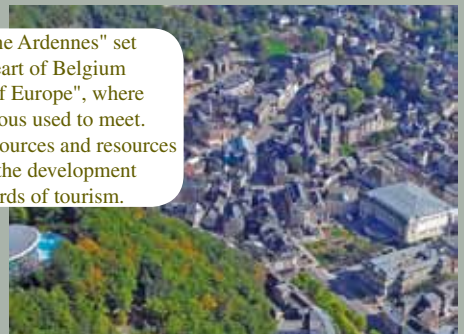 ne Ardennes" set
eart of Belgium
f Europe", where
ous used to meet.
ources and resources
the development
rds of tourism.